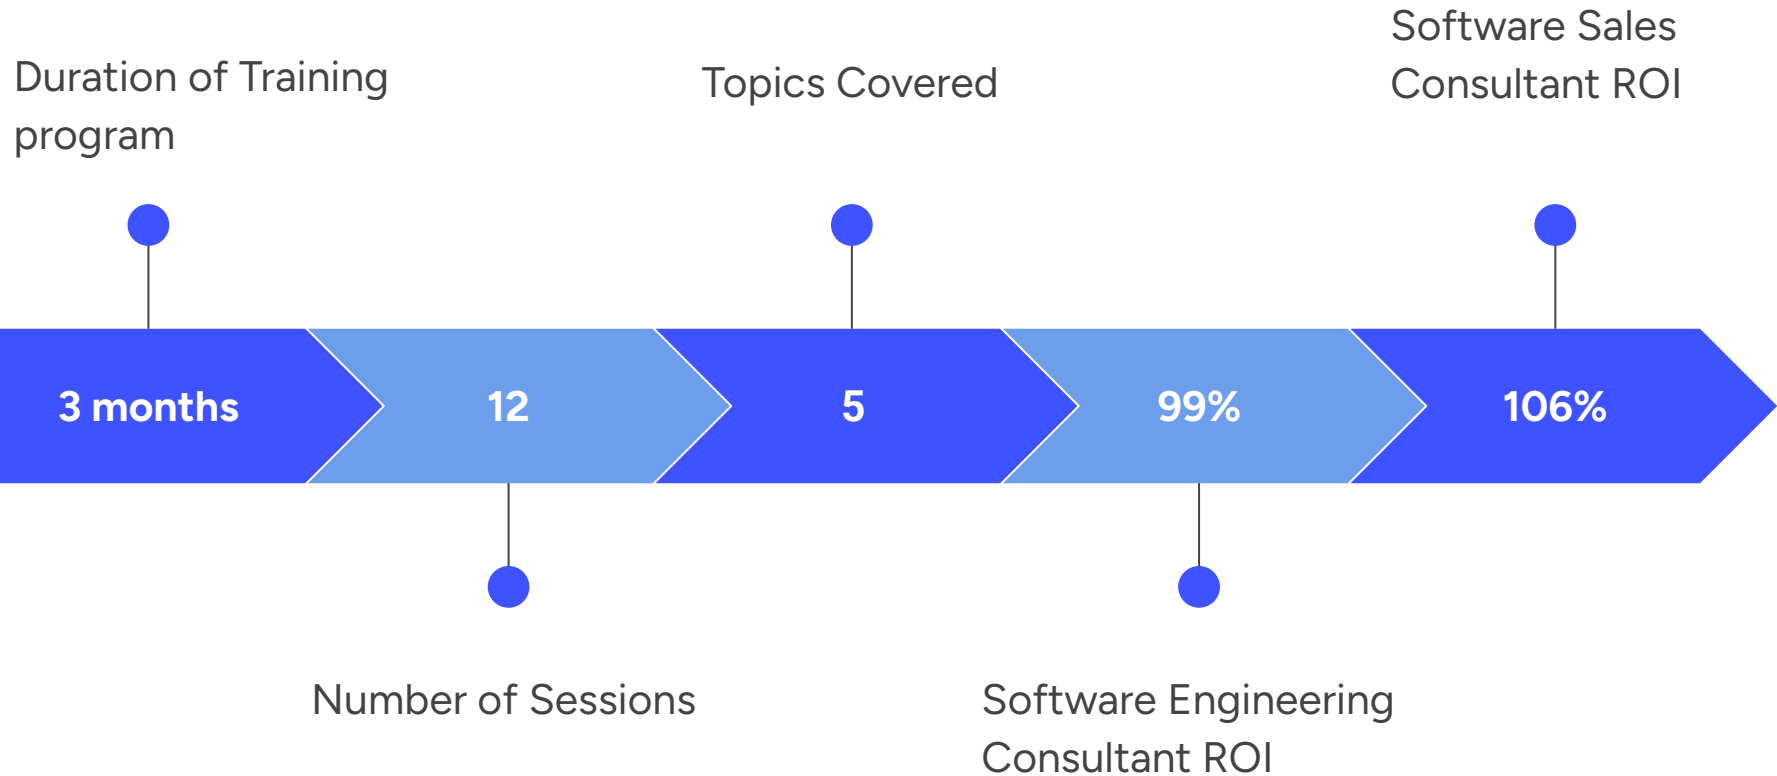 Duration of Training
program
Topics Covered
Software Sales
Consultant ROI
3 months
12
5
99%
106%
Number of Sessions
Software Engineering
Consultant ROI